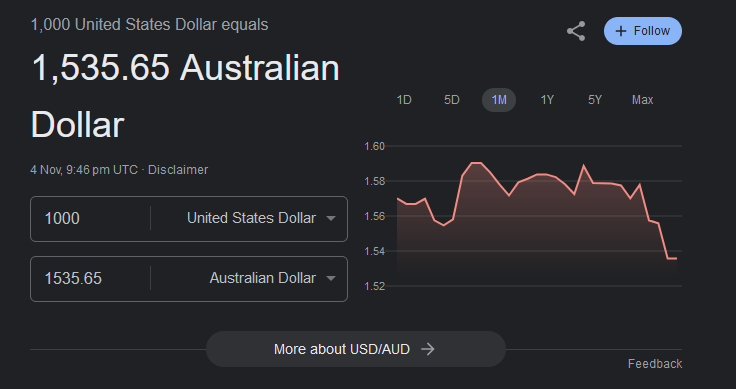 1,000 United States Dollar equals
+ Follow
1,535.65 Australian
Dollar
4 Nov, 9:46 pm UTC · Disclaimer
1000 United States Dollar
1535.65 Australian Dollar
1D 5D 1M 1Y 5Y Max
1.60
1.58
1.56
1.54
1.52
More about USD/AUD →
Feedback